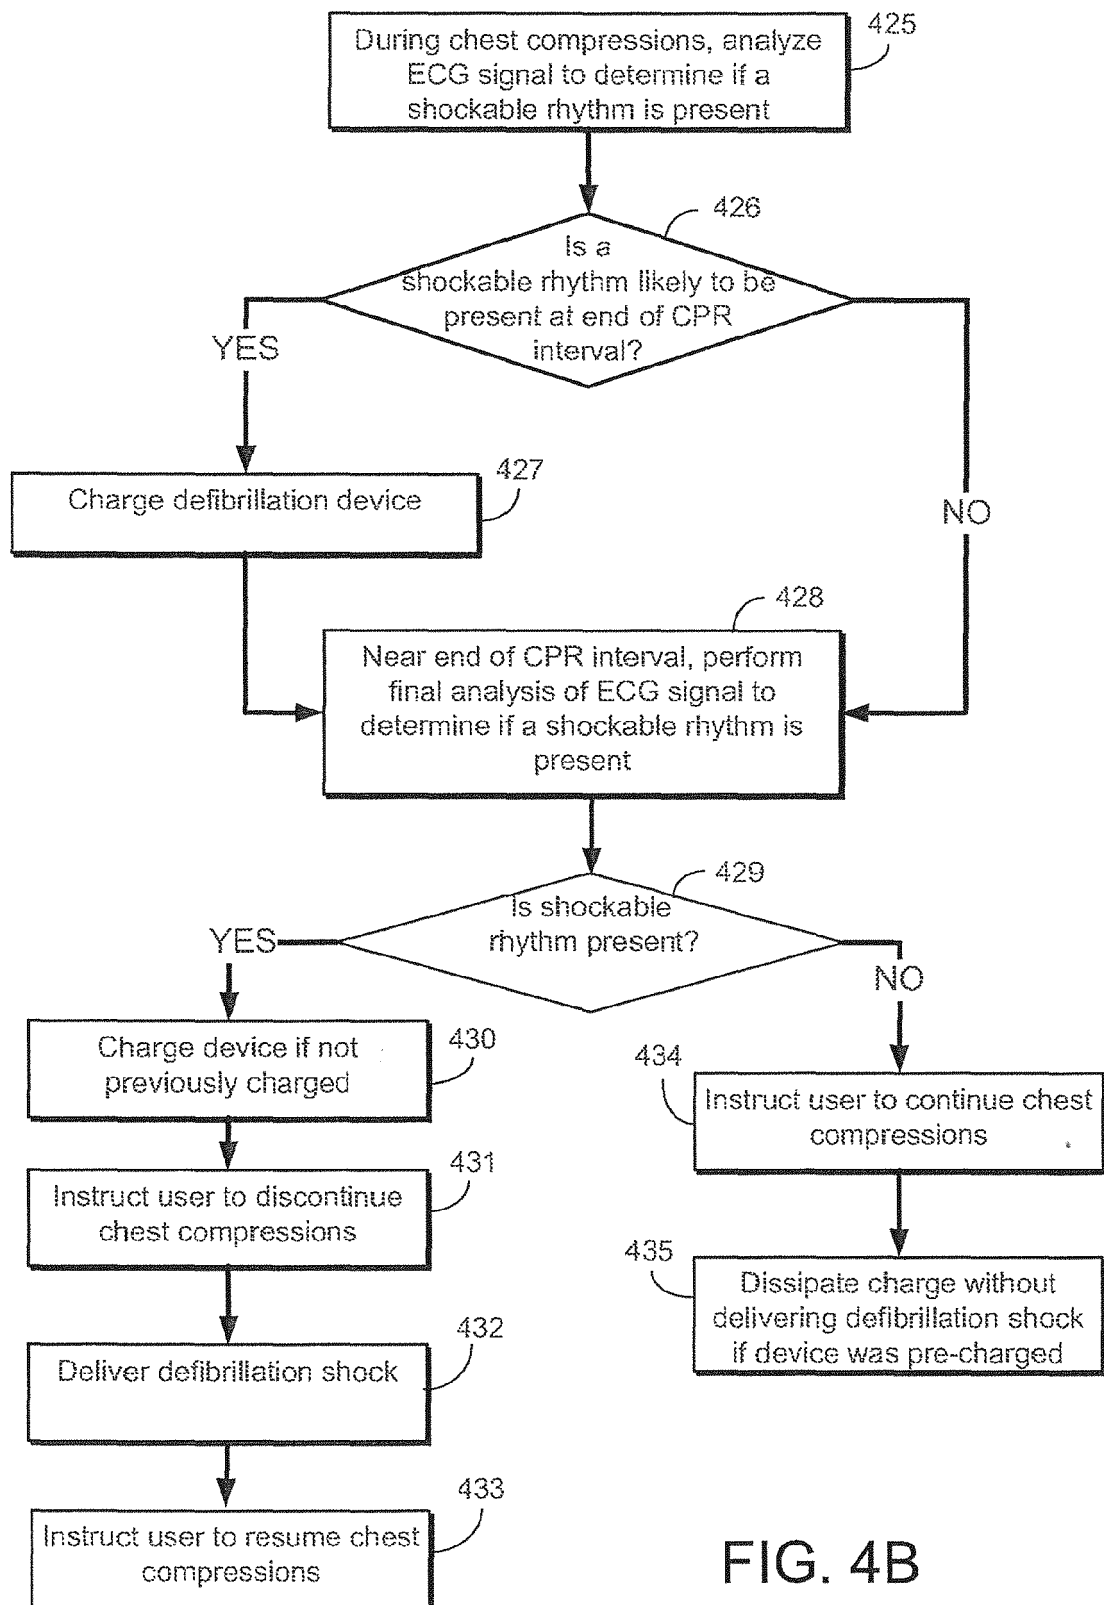 425
During chest compressions, analyze
ECG signal to determine if a
shockable rhythm is present
426
Is a
shockable rhythm likely to be
present at end of CPR
interval?
YES
NO
427
Charge defibrillation device
428
Near end of CPR interval, perform
final analysis of ECG signal to
determine if a shockable rhythm is
present
429
Is shockable
rhythm present?
YES
NO
430
Charge device if not
previously charged
431
Instruct user to discontinue
chest compressions
432
Deliver defibrillation shock
433
Instruct user to resume chest
compressions
434
Instruct user to continue chest
compressions
435
Dissipate charge without
delivering defibrillation shock
if device was pre-charged
FIG. 4B